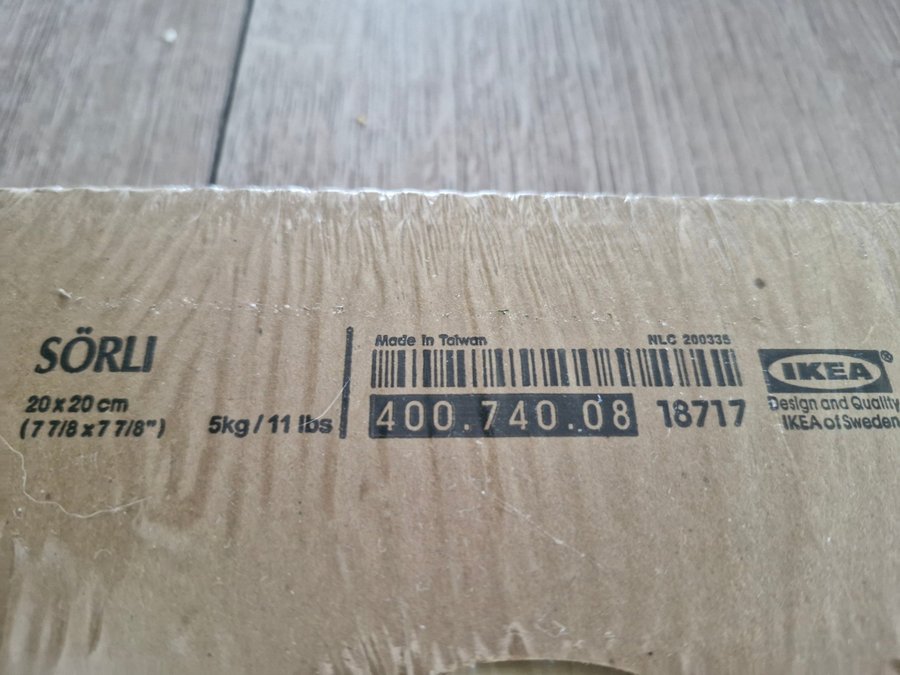 SÖRLI
20 x 20 cm
(7 7/8 x 7 7/8")
5kg / 11 lbs
Made in Taiwan
NLC 200335
400.740.08
18717
IKEA®
Design and Quality
IKEA of Sweden